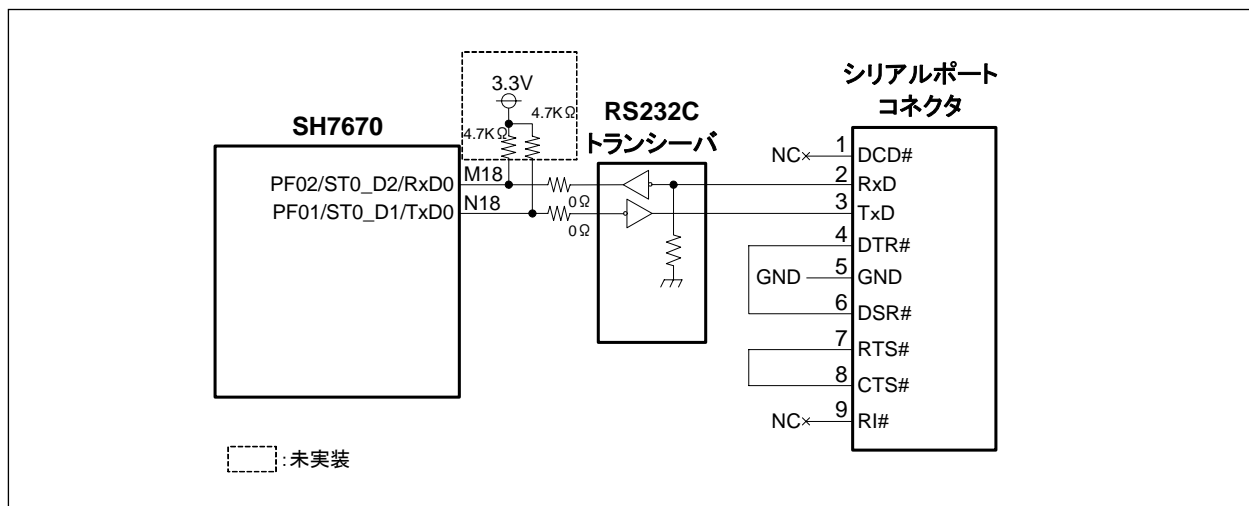 SH7670
3.3V
4.7KΩ
4.7KΩ
RS232C
トランシーバ
シリアルポート
コネクタ
PF02/ST0_D2/RxD0
M18
PF01/ST0_D1/TxD0
N18
0Ω
0Ω
NC
1
DCD#
2
RxD
3
TxD
4
DTR#
GND
5
GND
6
DSR#
7
RTS#
8
CTS#
NC
9
RI#
:未実装